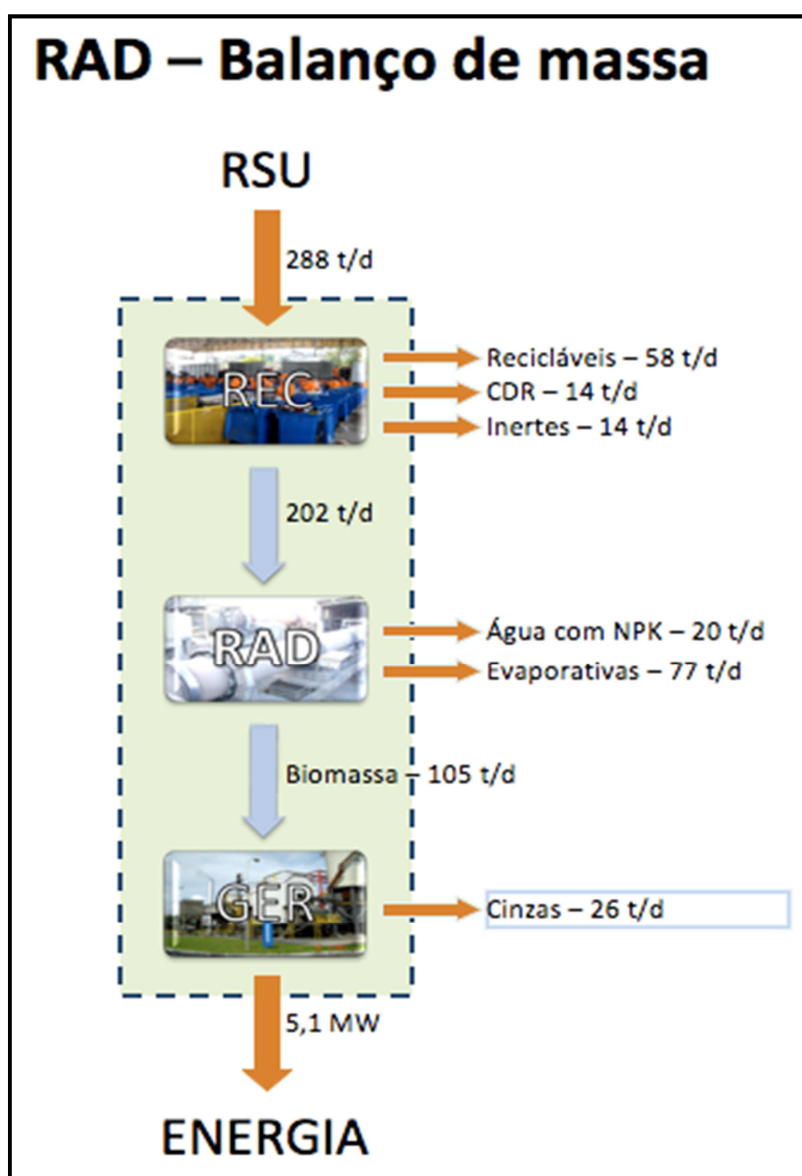 RAD – Balanço de massa
RSU
288 t/d
REC
Recicláveis – 58 t/d
CDR – 14 t/d
Inertes – 14 t/d
202 t/d
RAD
Água com NPK – 20 t/d
Evaporativas – 77 t/d
Biomassa – 105 t/d
GER
Cinzas – 26 t/d
5,1 MW
ENERGIA